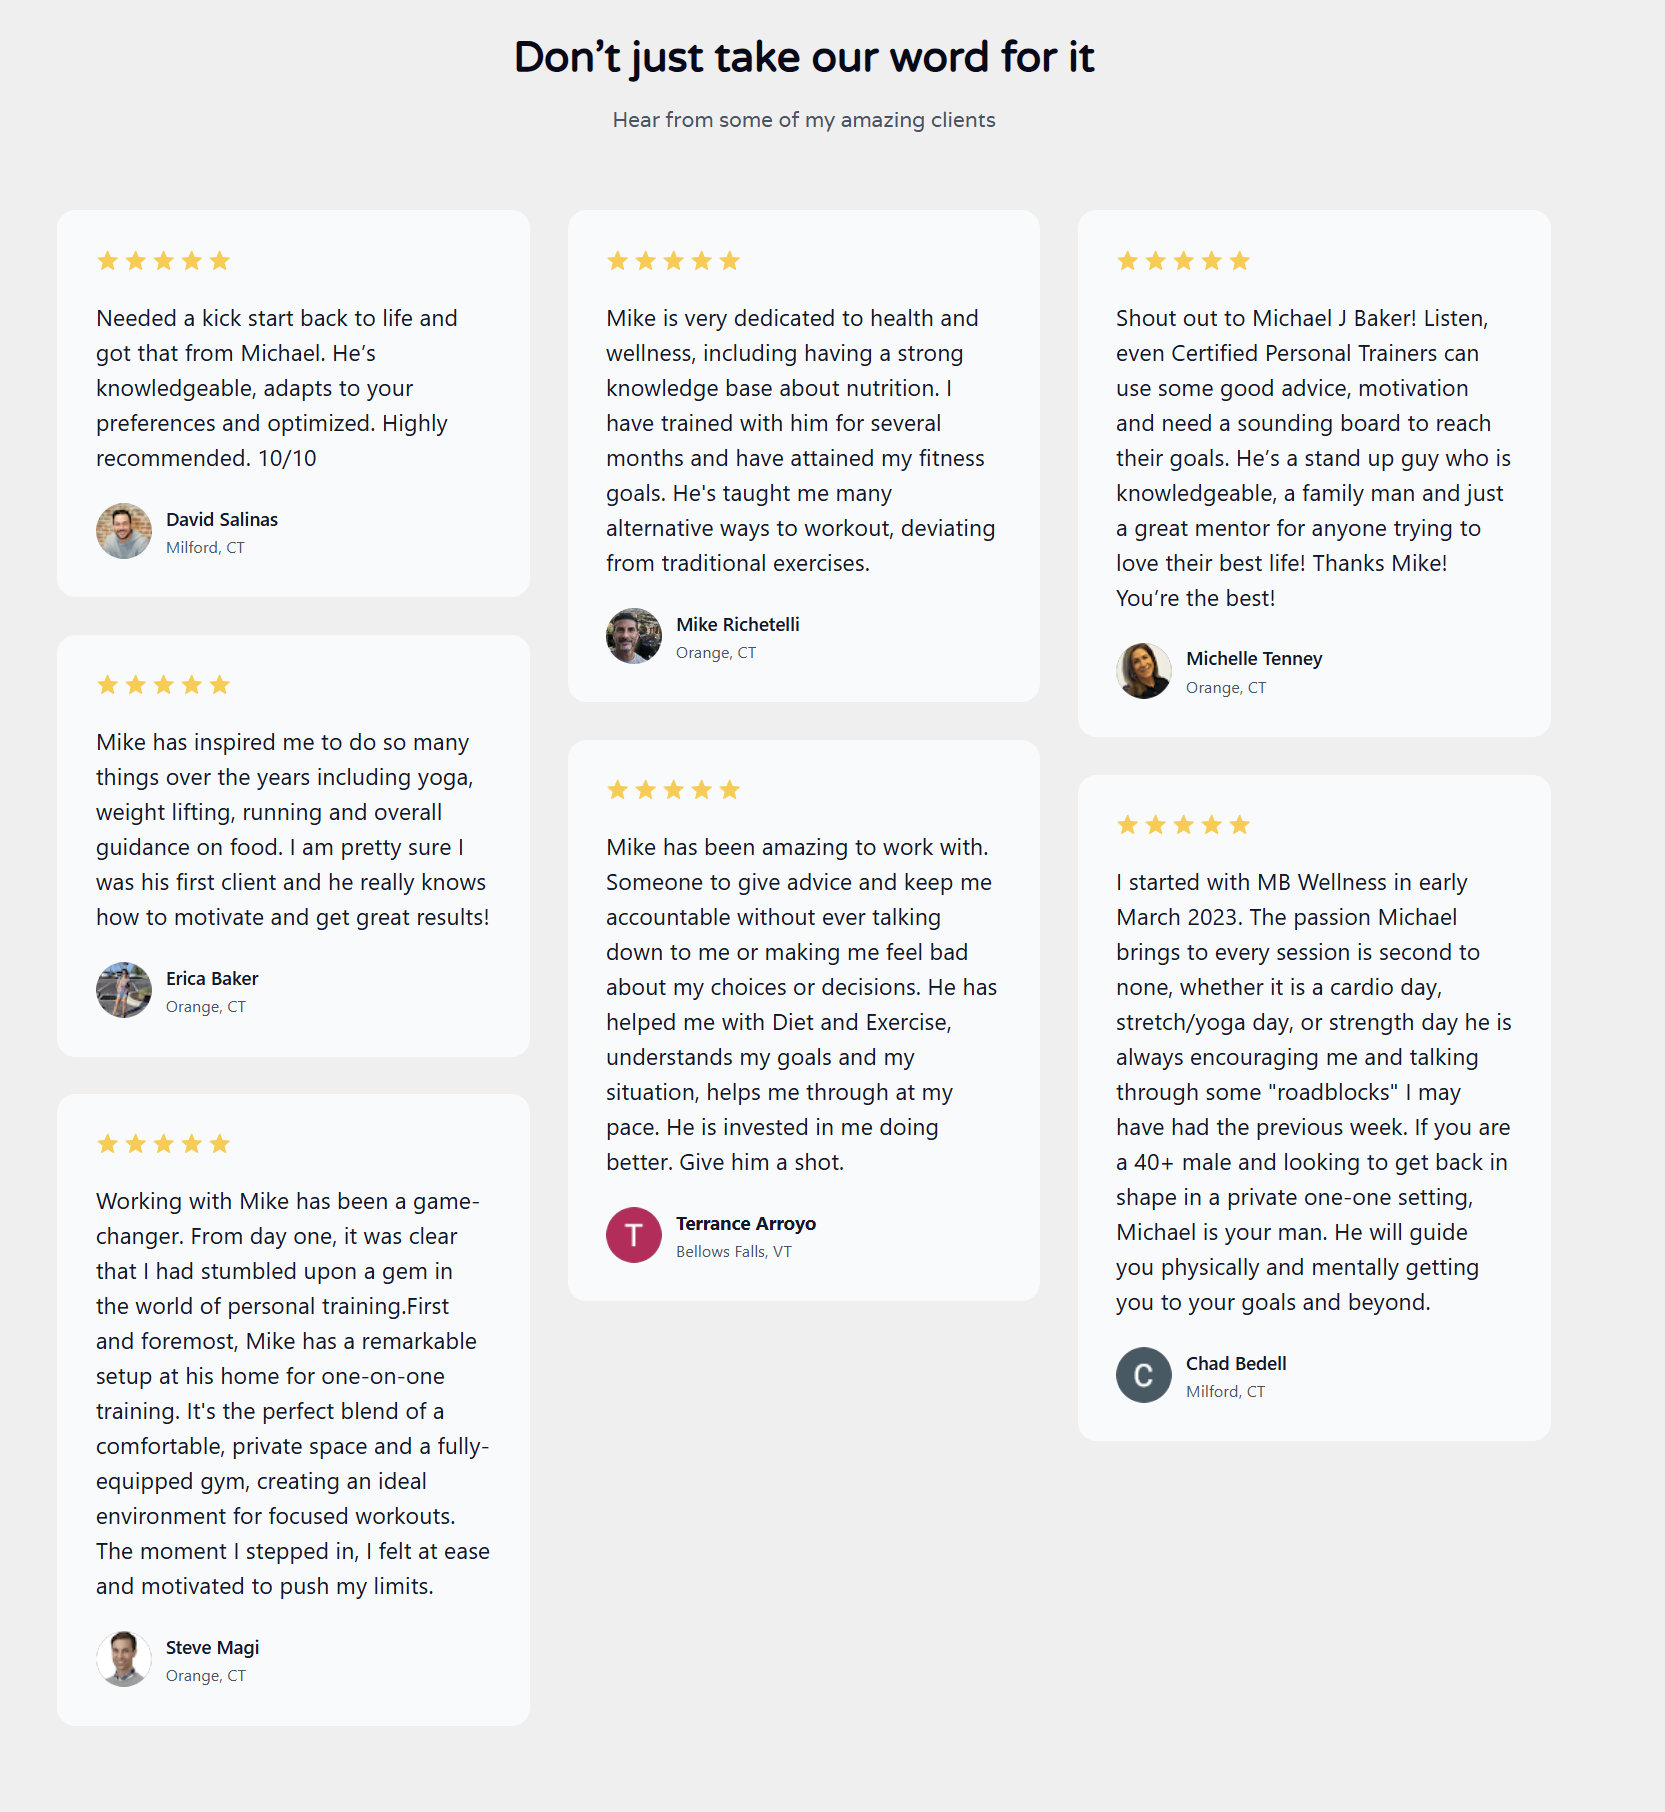 Don’t just take our word for it
Hear from some of my amazing clients
Needed a kick start back to life and
got that from Michael. He’s
knowledgeable, adapts to your
preferences and optimized. Highly
recommended. 10/10
David Salinas
Milford, CT
Mike has inspired me to do so many
things over the years including yoga,
weight lifting, running and overall
guidance on food. I am pretty sure I
was his first client and he really knows
how to motivate and get great results!
Erica Baker
Orange, CT
Working with Mike has been a game-
changer. From day one, it was clear
that I had stumbled upon a gem in
the world of personal training.First
and foremost, Mike has a remarkable
setup at his home for one-on-one
training. It's the perfect blend of a
comfortable, private space and a fully-
equipped gym, creating an ideal
environment for focused workouts.
The moment I stepped in, I felt at ease
and motivated to push my limits.
Steve Magi
Orange, CT
Mike is very dedicated to health and
wellness, including having a strong
knowledge base about nutrition. I
have trained with him for several
months and have attained my fitness
goals. He's taught me many
alternative ways to workout, deviating
from traditional exercises.
Mike Richetelli
Orange, CT
Mike has been amazing to work with.
Someone to give advice and keep me
accountable without ever talking
down to me or making me feel bad
about my choices or decisions. He has
helped me with Diet and Exercise,
understands my goals and my
situation, helps me through at my
pace. He is invested in me doing
better. Give him a shot.
T
Terrance Arroyo
Bellows Falls, VT
Shout out to Michael J Baker! Listen,
even Certified Personal Trainers can
use some good advice, motivation
and need a sounding board to reach
their goals. He’s a stand up guy who is
knowledgeable, a family man and just
a great mentor for anyone trying to
love their best life! Thanks Mike!
You’re the best!
Michelle Tenney
Orange, CT
I started with MB Wellness in early
March 2023. The passion Michael
brings to every session is second to
none, whether it is a cardio day,
stretch/yoga day, or strength day he is
always encouraging me and talking
through some "roadblocks" I may
have had the previous week. If you are
a 40+ male and looking to get back in
shape in a private one-one setting,
Michael is your man. He will guide
you physically and mentally getting
you to your goals and beyond.
C
Chad Bedell
Milford, CT